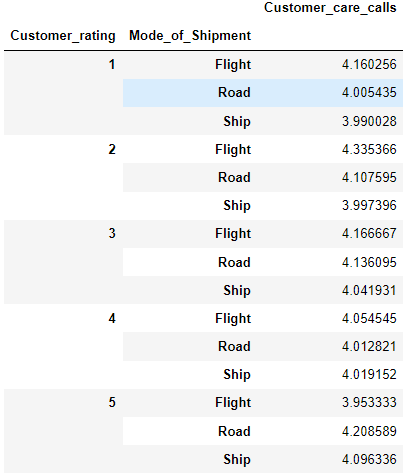 Customer_care_calls
Customer_rating Mode_of_Shipment
1 Flight 4.160256
Road 4.005435
Ship 3.990028
2 Flight 4.335366
Road 4.107595
Ship 3.997396
3 Flight 4.166667
Road 4.136095
Ship 4.041931
4 Flight 4.054545
Road 4.012821
Ship 4.019152
5 Flight 3.953333
Road 4.208589
Ship 4.096336